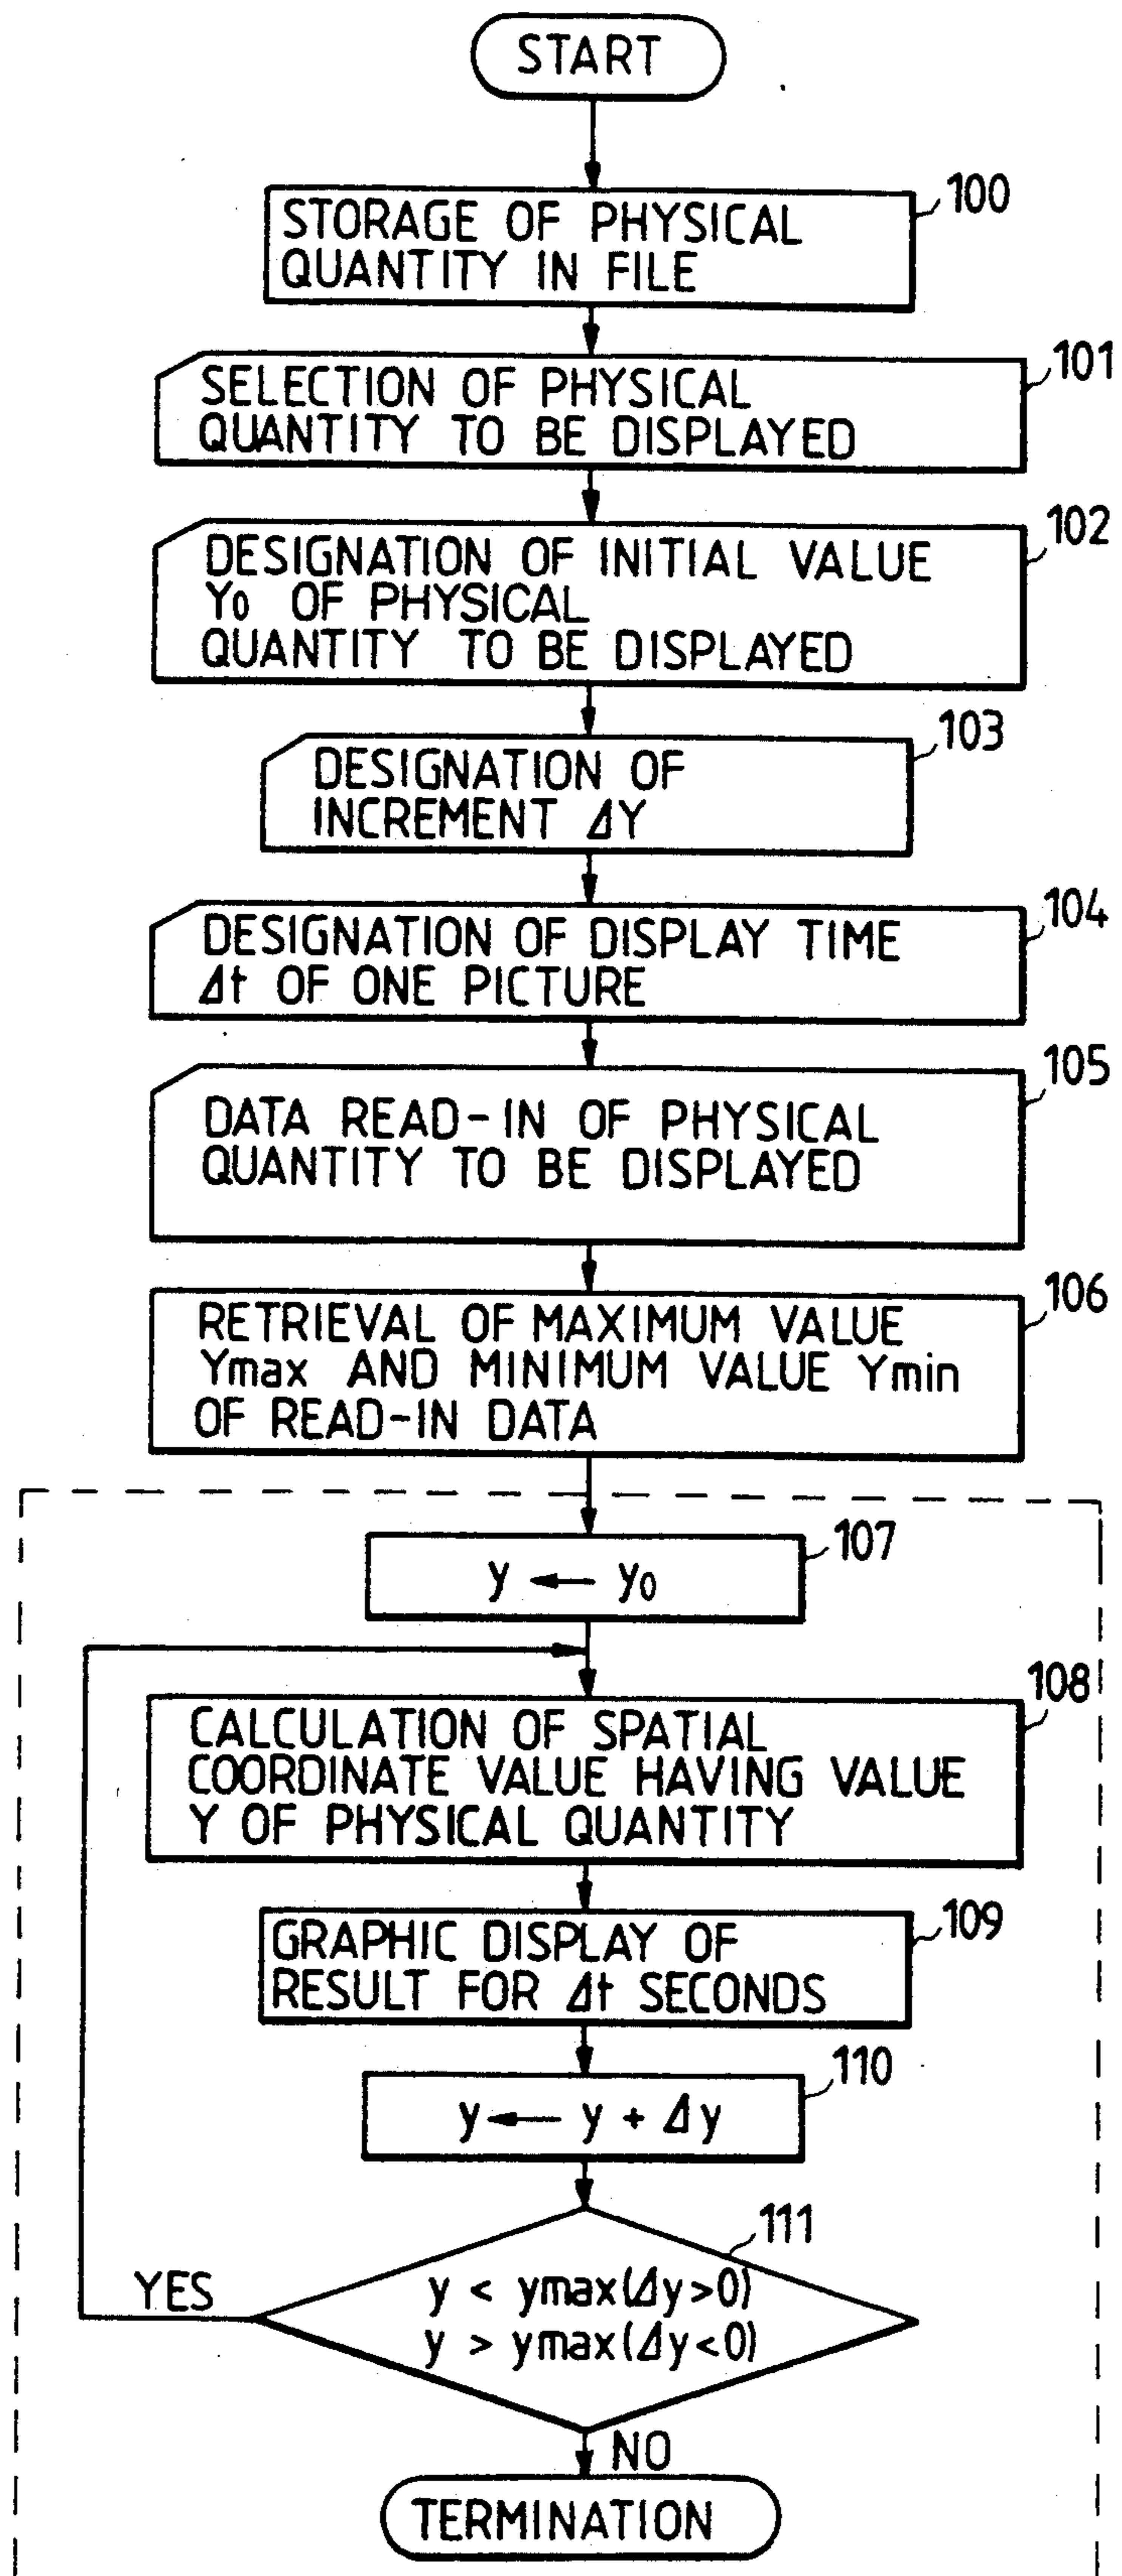 START
100
STORAGE OF PHYSICAL
QUANTITY IN FILE
101
SELECTION OF PHYSICAL
QUANTITY TO BE DISPLAYED
102
DESIGNATION OF INITIAL VALUE
Y0 OF PHYSICAL
QUANTITY TO BE DISPLAYED
103
DESIGNATION OF
INCREMENT ΔY
104
DESIGNATION OF DISPLAY TIME
Δt OF ONE PICTURE
105
DATA READ-IN OF PHYSICAL
QUANTITY TO BE DISPLAYED
106
RETRIEVAL OF MAXIMUM VALUE
Ymax AND MINIMUM VALUE Ymin
OF READ-IN DATA
107
y ← y0
108
CALCULATION OF SPATIAL
COORDINATE VALUE HAVING VALUE
Y OF PHYSICAL QUANTITY
109
GRAPHIC DISPLAY OF
RESULT FOR Δt SECONDS
110
y ← y + Δy
111
y < ymax(Δy>0)
y > ymax(Δy<0)
YES
NO
TERMINATION